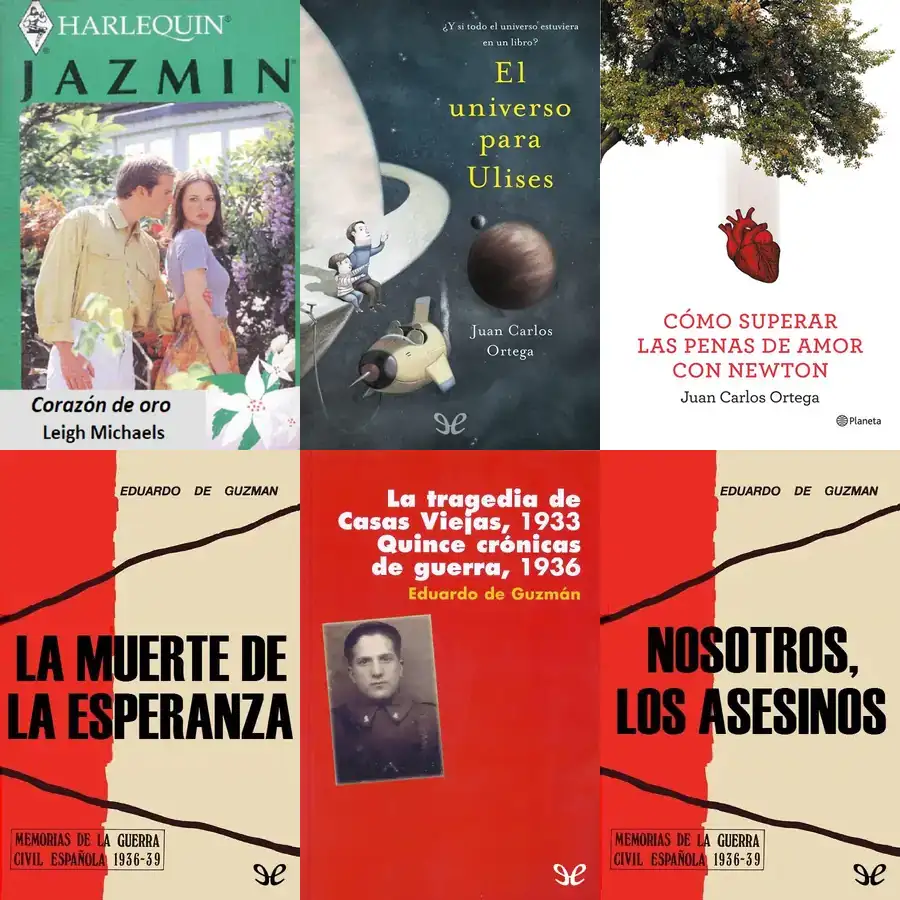 HARLEQUIN®
JAZMIN®
Corazón de oro
Leigh Michaels
¿Y si todo el universo estuviera
en un libro?
El
universo
para
Ulises
Juan Carlos
Ortega
CÓMO SUPERAR
LAS PENAS DE AMOR
CON NEWTON
Juan Carlos Ortega
Planeta
EDUARDO DE GUZMAN
LA MUERTE DE
LA ESPERANZA
MEMORIAS DE LA GUERRA
CIVIL ESPAÑOLA 1936-39
La tragedia de
Casas Viejas, 1933
Quince crónicas
de guerra, 1936
Eduardo de Guzmán
EDUARDO DE GUZMAN
NOSOTROS,
LOS ASESINOS
MEMORIAS DE LA GUERRA
CIVIL ESPAÑOLA 1936-39